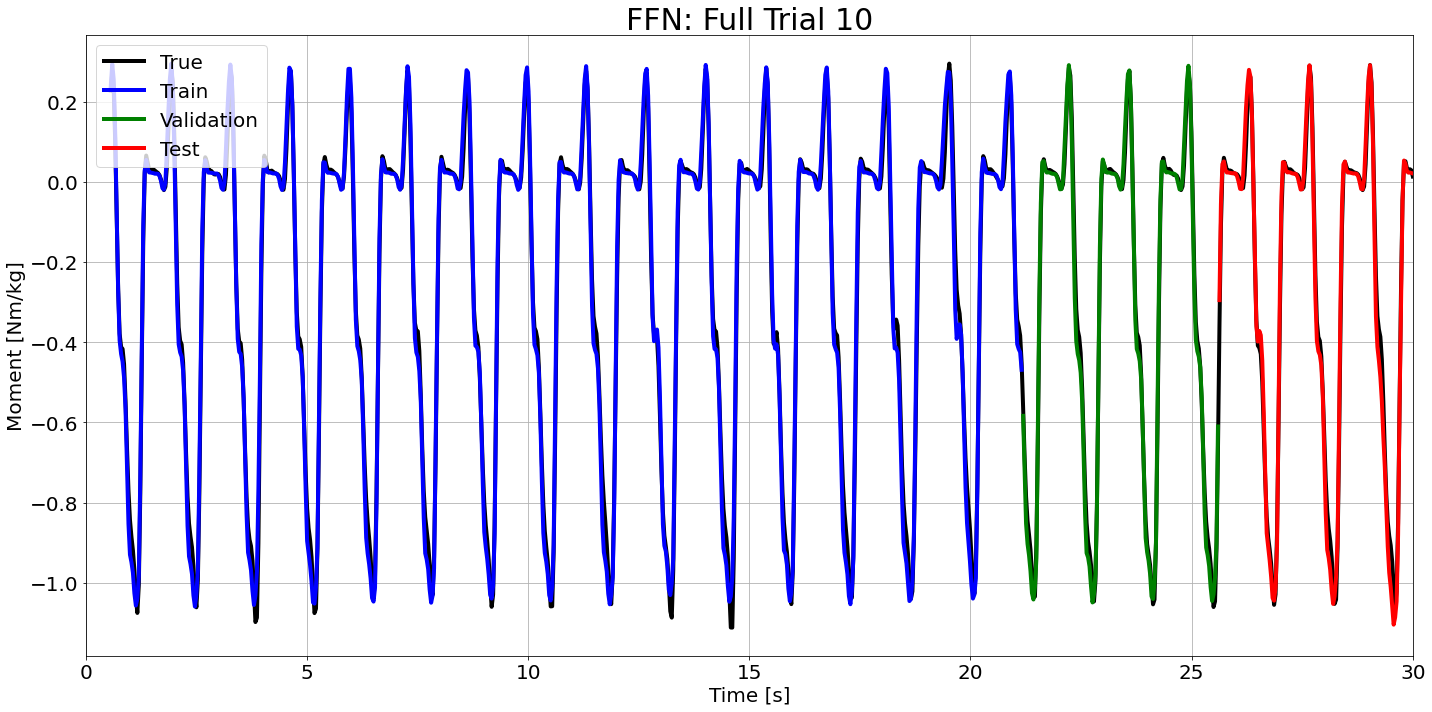 FFN: Full Trial 10
True
Train
Validation
Test
0.2
0.0
−0.2
−0.4
−0.6
−0.8
−1.0
Moment [Nm/kg]
0 5 10 15 20 25 30
Time [s]